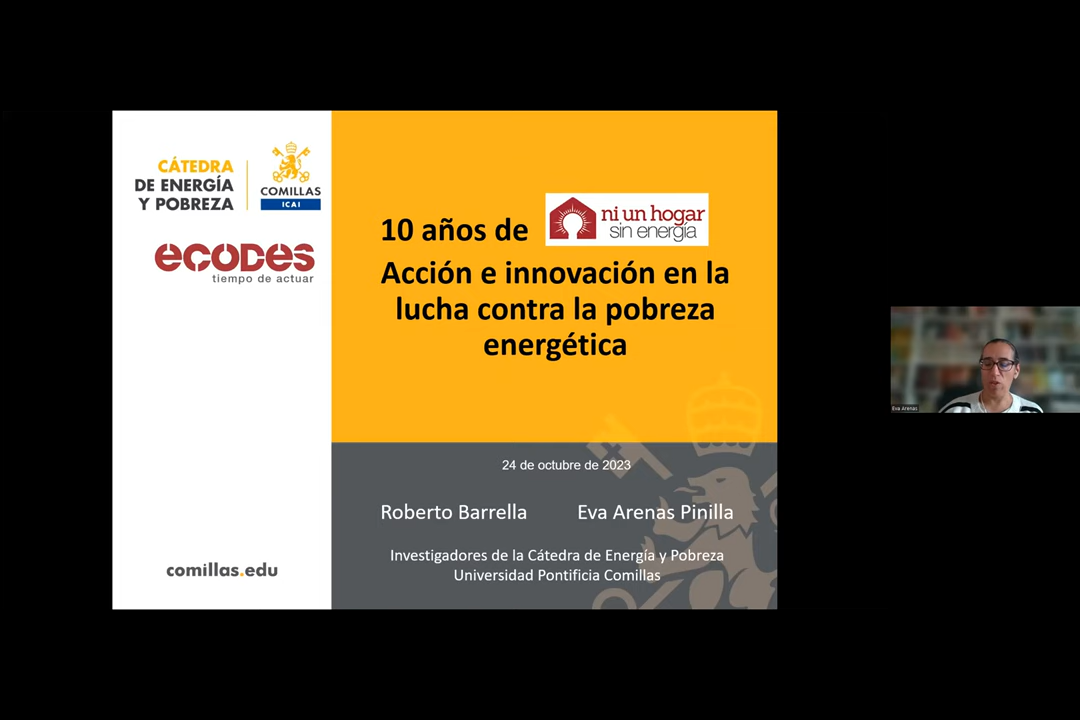 CÁTEDRA
DE ENERGÍA
Y POBREZA
COMILLAS
ICAI
ecodes
tiempo de actuar
10 años de
ni un hogar
sin energía
Acción e innovación en la
lucha contra la pobreza
energética
24 de octubre de 2023
Roberto Barrella
Eva Arenas Pinilla
Investigadores de la Cátedra de Energía y Pobreza
Universidad Pontificia Comillas
comillas.edu
Eva Arenas